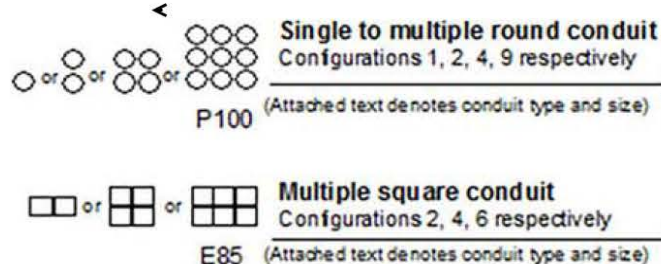 Single to multiple round conduit
or or or Configurations 1, 2, 4, 9 respectively
P100 (Attached text denotes conduit type and size)
Multiple square conduit
or or Configurations 2, 4, 6 respectively
E85 (Attached text denotes conduit type and size)